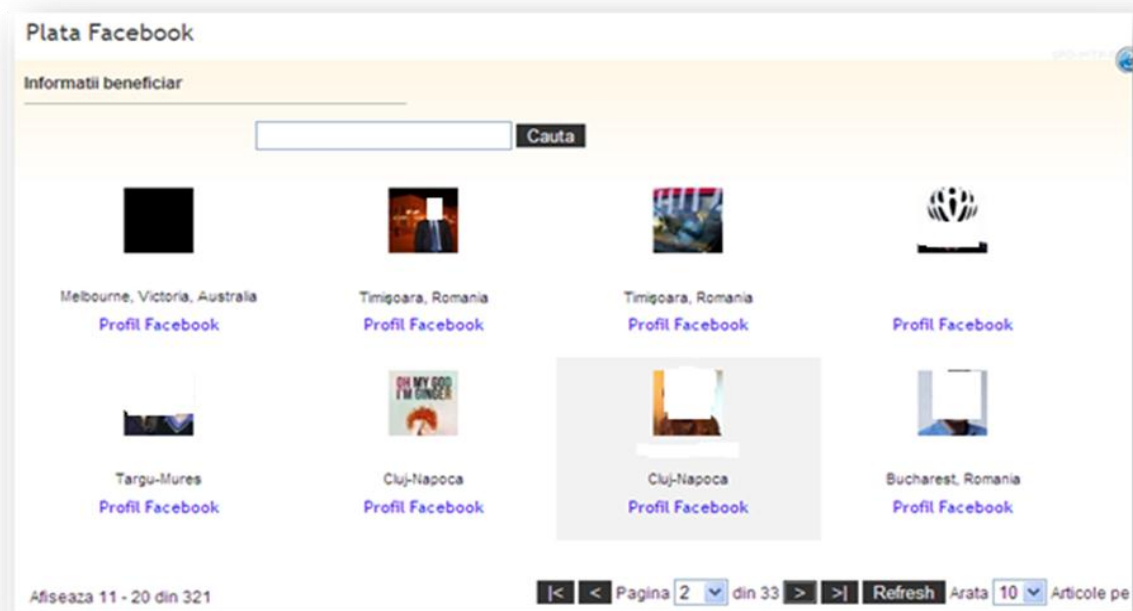 Plata Facebook
Informatii beneficiar
Cauta
Melbourne, Victoria, Australia
Timişoara, Romania
Timişoara, Romania
Profil Facebook
Profil Facebook
Profil Facebook
Profil Facebook
OH MY GOD
I'M GINGER
Targu-Mures
Cluj-Napoca
Cluj-Napoca
Bucharest, Romania
Profil Facebook
Profil Facebook
Profil Facebook
Profil Facebook
Afiseaza 11 - 20 din 321
|< < Pagina 2 din 33 > >| Refresh Arata 10 Articole pe